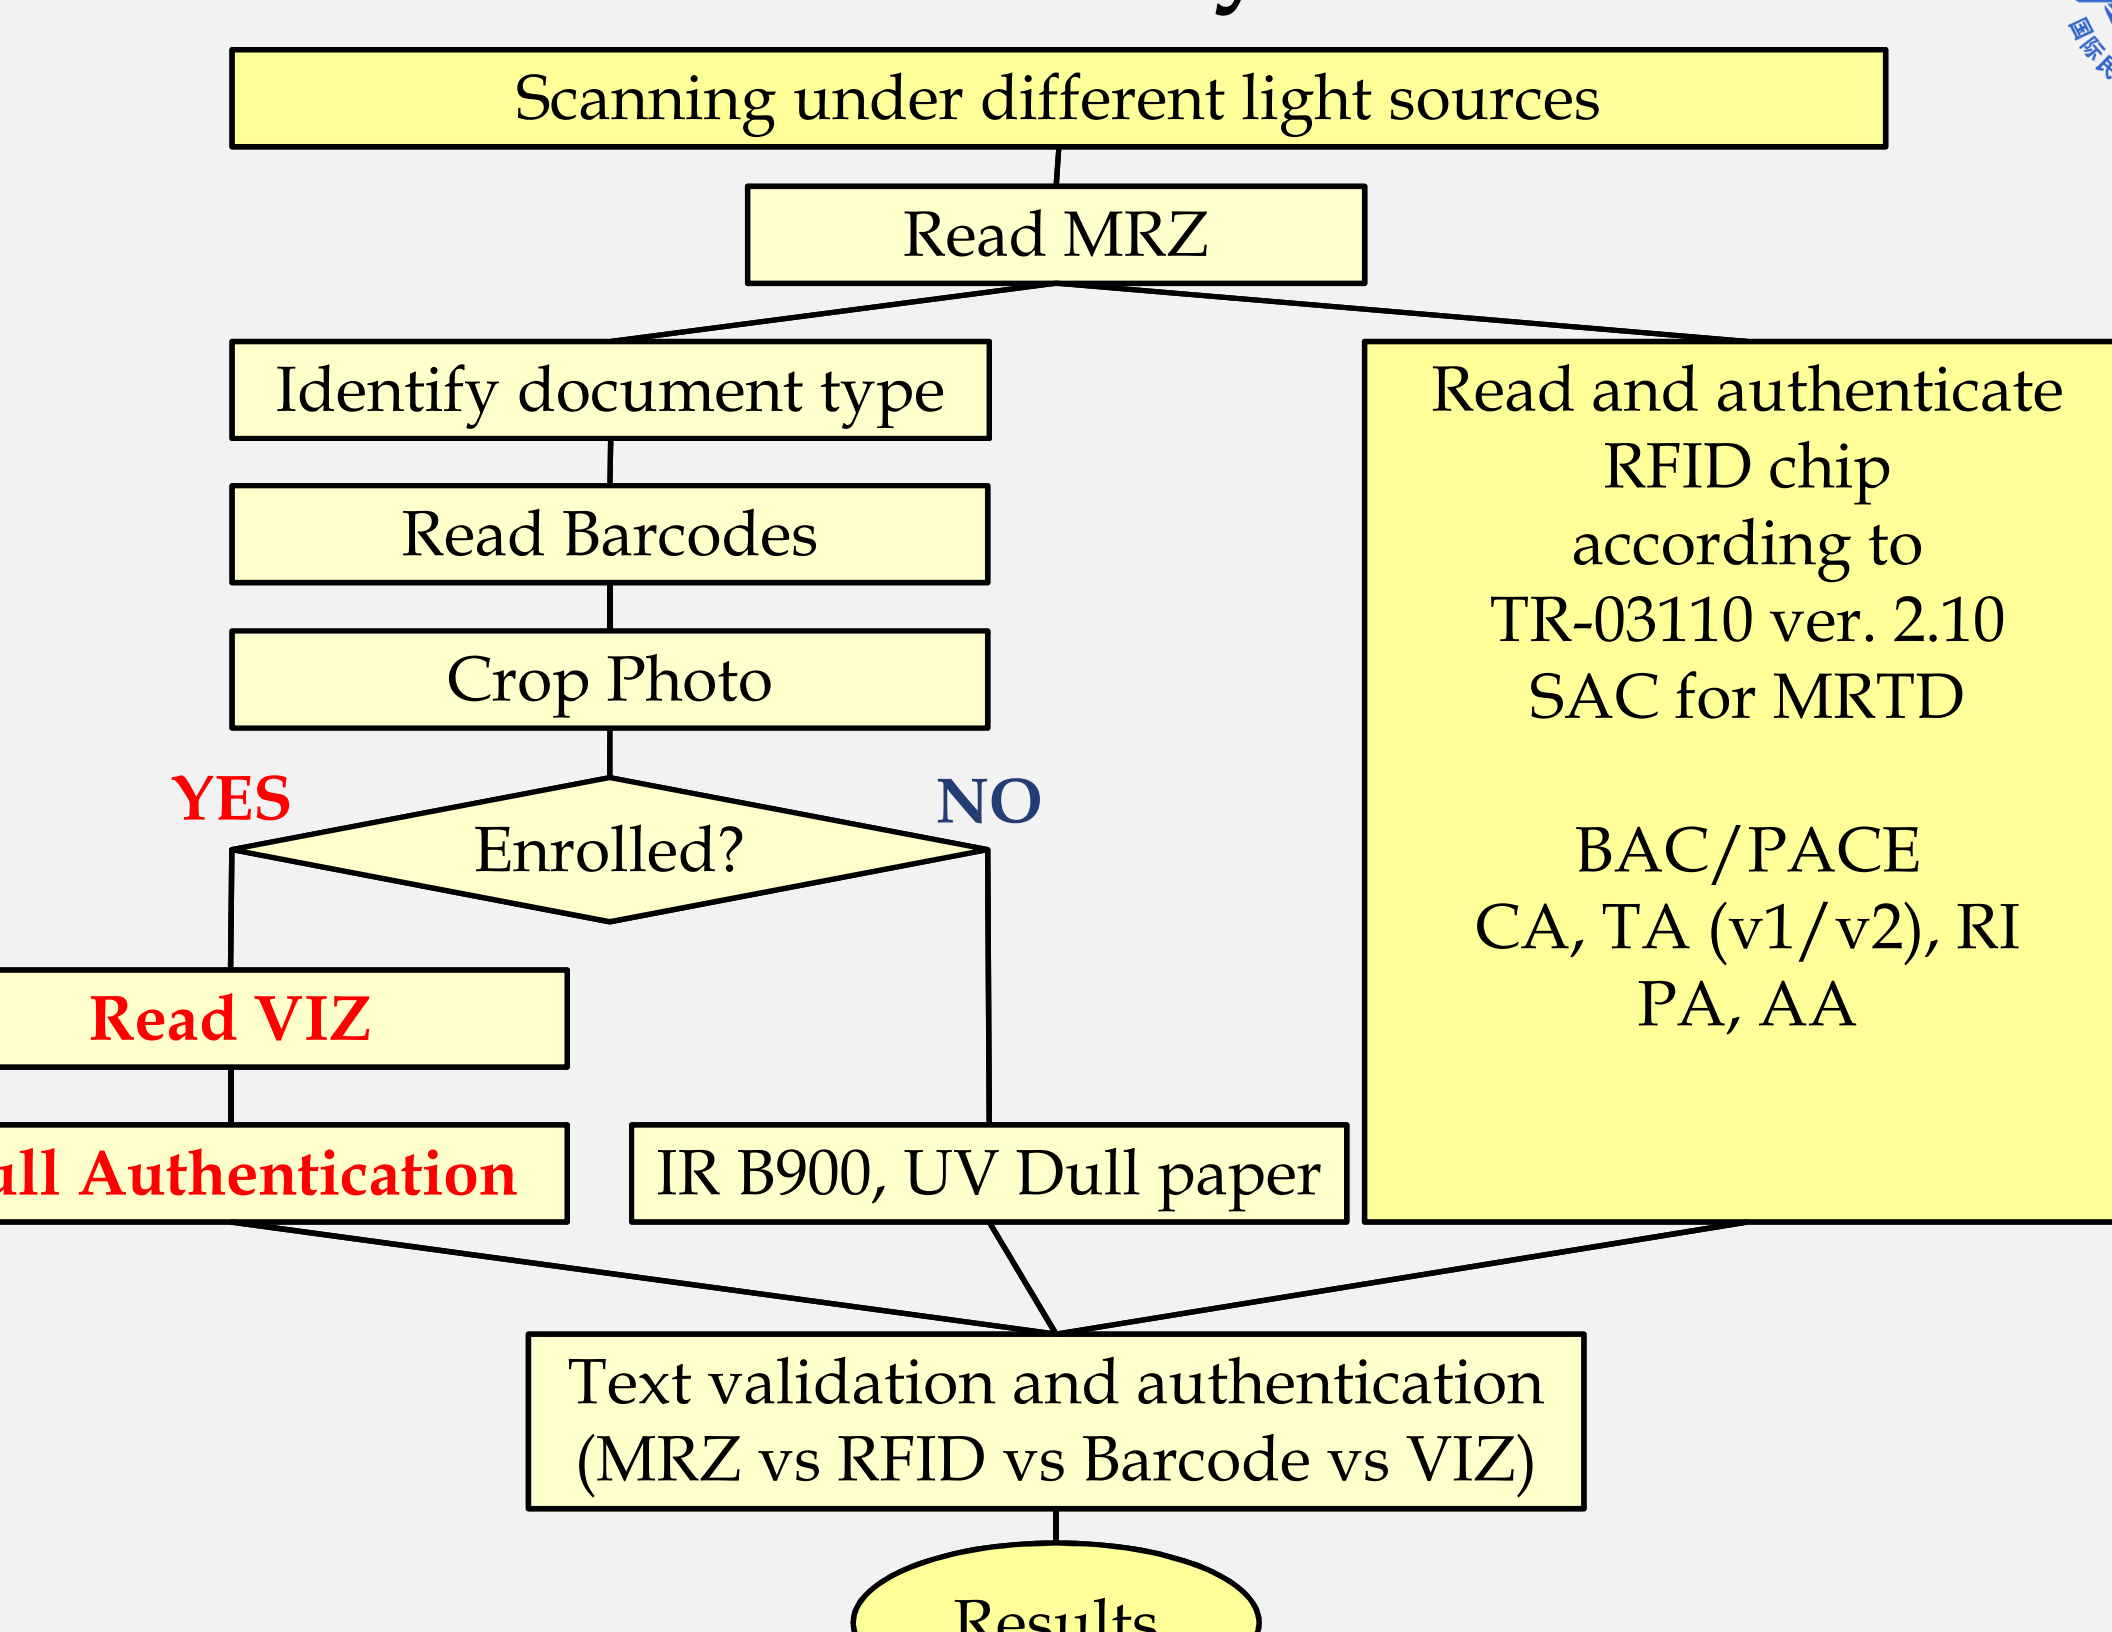 Scanning under different light sources
Read MRZ
Identify document type
Read Barcodes
Crop Photo
YES
NO
Enrolled?
Read VIZ
Authentication
IR B900, UV Dull paper
Read and authenticate
RFID chip
according to
TR-03110 ver. 2.10
SAC for MRTD
BAC/PACE
CA, TA (v1/v2), RI
PA, AA
Text validation and authentication
(MRZ vs RFID vs Barcode vs VIZ)
Results
国际民